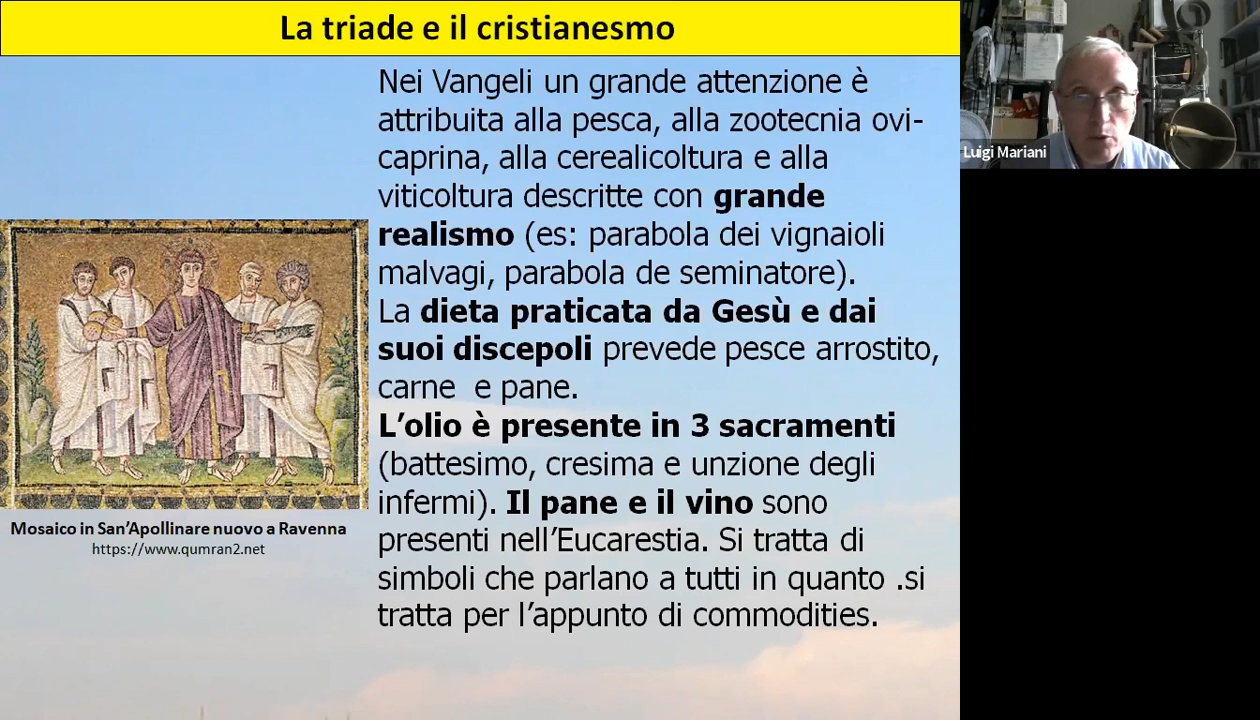 La triade e il cristianesmo
Nei Vangeli un grande attenzione è
attribuita alla pesca, alla zootecnia ovi-
caprina, alla cerealicoltura e alla
viticoltura descritte con grande
realismo (es: parabola dei vignaioli
malvagi, parabola de seminatore).
La dieta praticata da Gesù e dai
suoi discepoli prevede pesce arrostito,
carne e pane.
L'olio è presente in 3 sacramenti
(battesimo, cresima e unzione degli
infermi). Il pane e il vino sono
presenti nell'Eucarestia. Si tratta di
simboli che parlano a tutti in quanto .si
tratta per l'appunto di commodities.
Mosaico in San'Apollinare nuovo a Ravenna
https://www.qumran2.net
Luigi Mariani